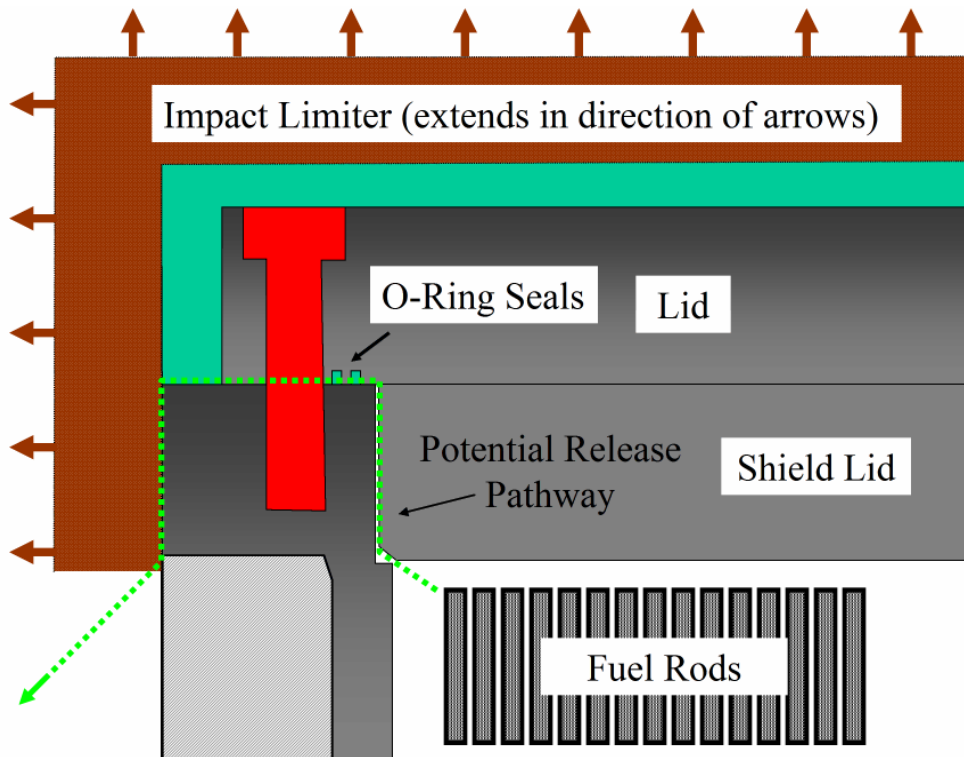 Impact Limiter (extends in direction of arrows)
O-Ring Seals
Lid
Potential Release
Pathway
Shield Lid
Fuel Rods